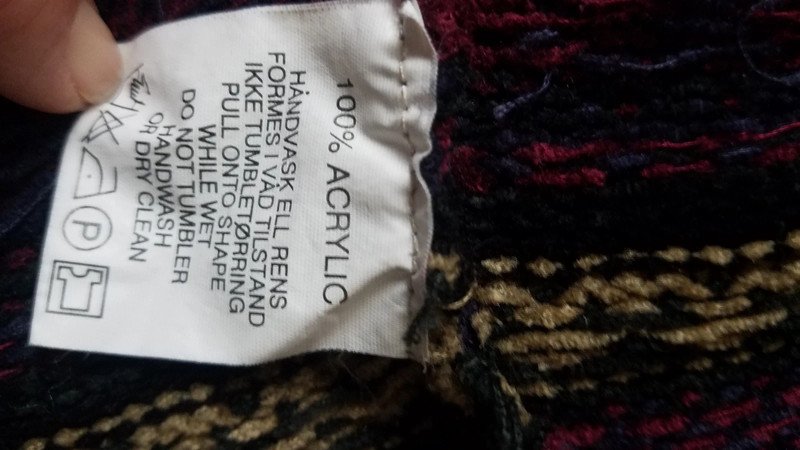 100% ACRYLIC
HÅNDVASK ELL RENS
FORMES I VÅD TILSTAND
IKKE TUMBLETØRRING
PULL ONTO SHAPE
WHILE WET
DO NOT TUMBLER
HANDWASH
OR DRY CLEAN
P